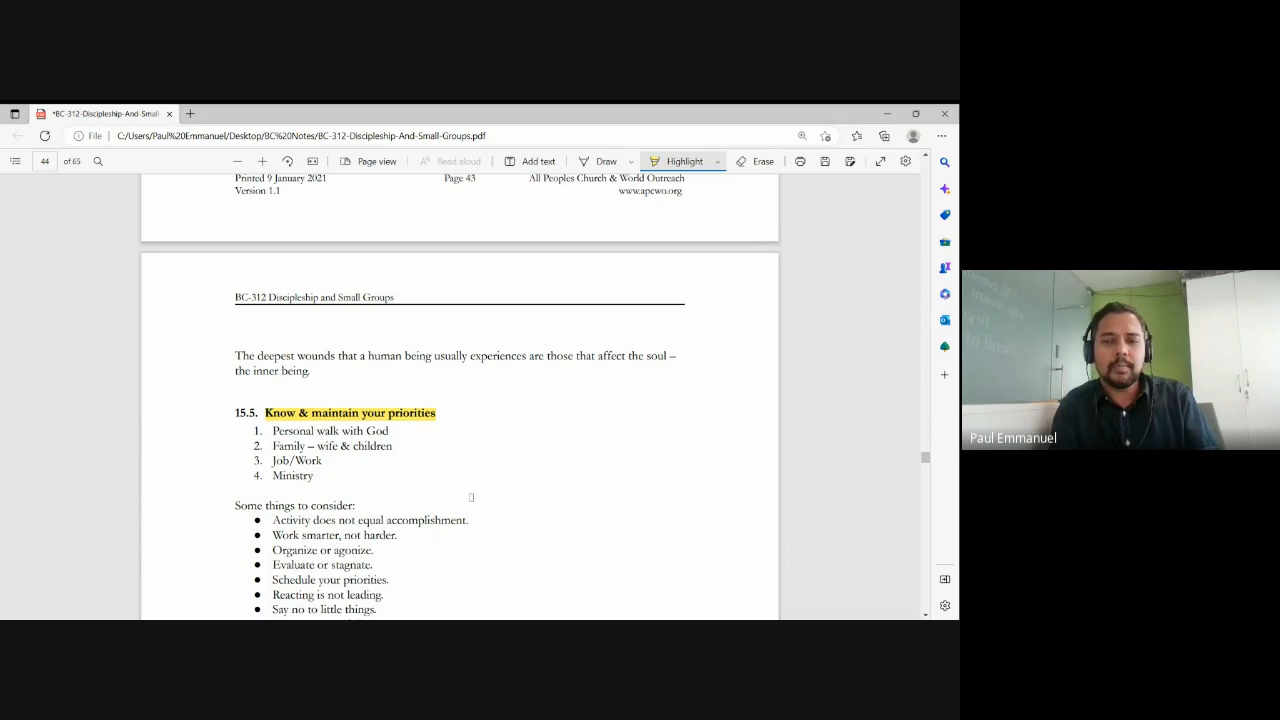 *BC-312-Discipleship-And-Small
File
C:/Users/Paul%20Emmanuel/Desktop/BC%20Notes/BC-312-Discipleship-And-Small-Groups.pdf
44 of 65
Page view
Read aloud
Add text
Draw
Highlight
Erase
Printed 9 January 2021 Page 43 All Peoples Church & World Outreach
Version 1.1 www.apcwo.org
BC-312 Discipleship and Small Groups
The deepest wounds that a human being usually experiences are those that affect the soul –
the inner being.
15.5. Know & maintain your priorities
1. Personal walk with God
2. Family – wife & children
3. Job/Work
4. Ministry
Some things to consider:
● Activity does not equal accomplishment.
● Work smarter, not harder.
● Organize or agonize.
● Evaluate or stagnate.
● Schedule your priorities.
● Reacting is not leading.
● Say no to little things.
Paul Emmanuel